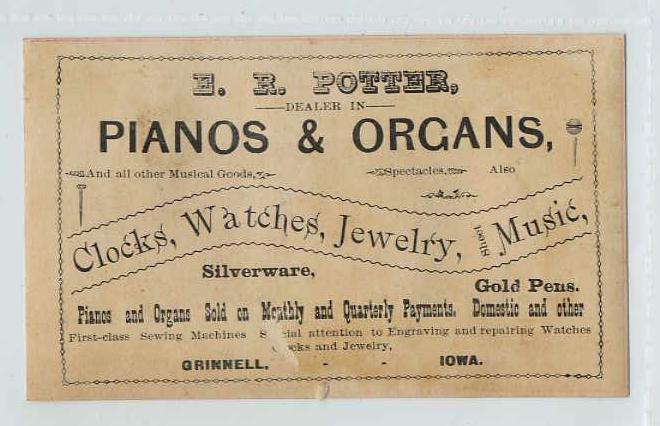 E. R. POTTER,
DEALER IN
PIANOS & ORGANS,
And all other Musical Goods, Spectacles, Also
Clocks, Watches, Jewelry, Sheet Music,
Silverware,
Gold Pens.
Pianos and Organs Sold on Monthly and Quarterly Payments. Domestic and other
First-class Sewing Machines attention to Engraving and repairing Watches
and Jewelry,
GRINNELL, - - IOWA.